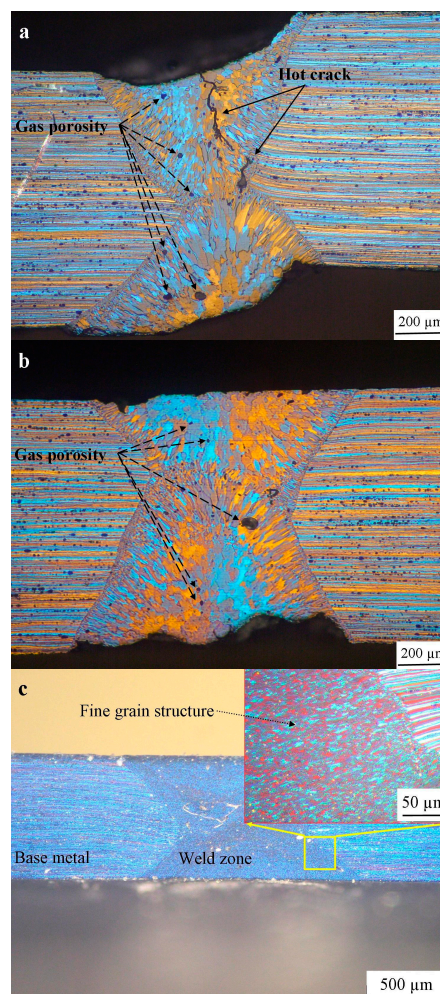 a
Hot crack
Gas porosity
200 µm
b
Gas porosity
200 µm
c
Fine grain structure
50 µm
Base metal
Weld zone
500 µm